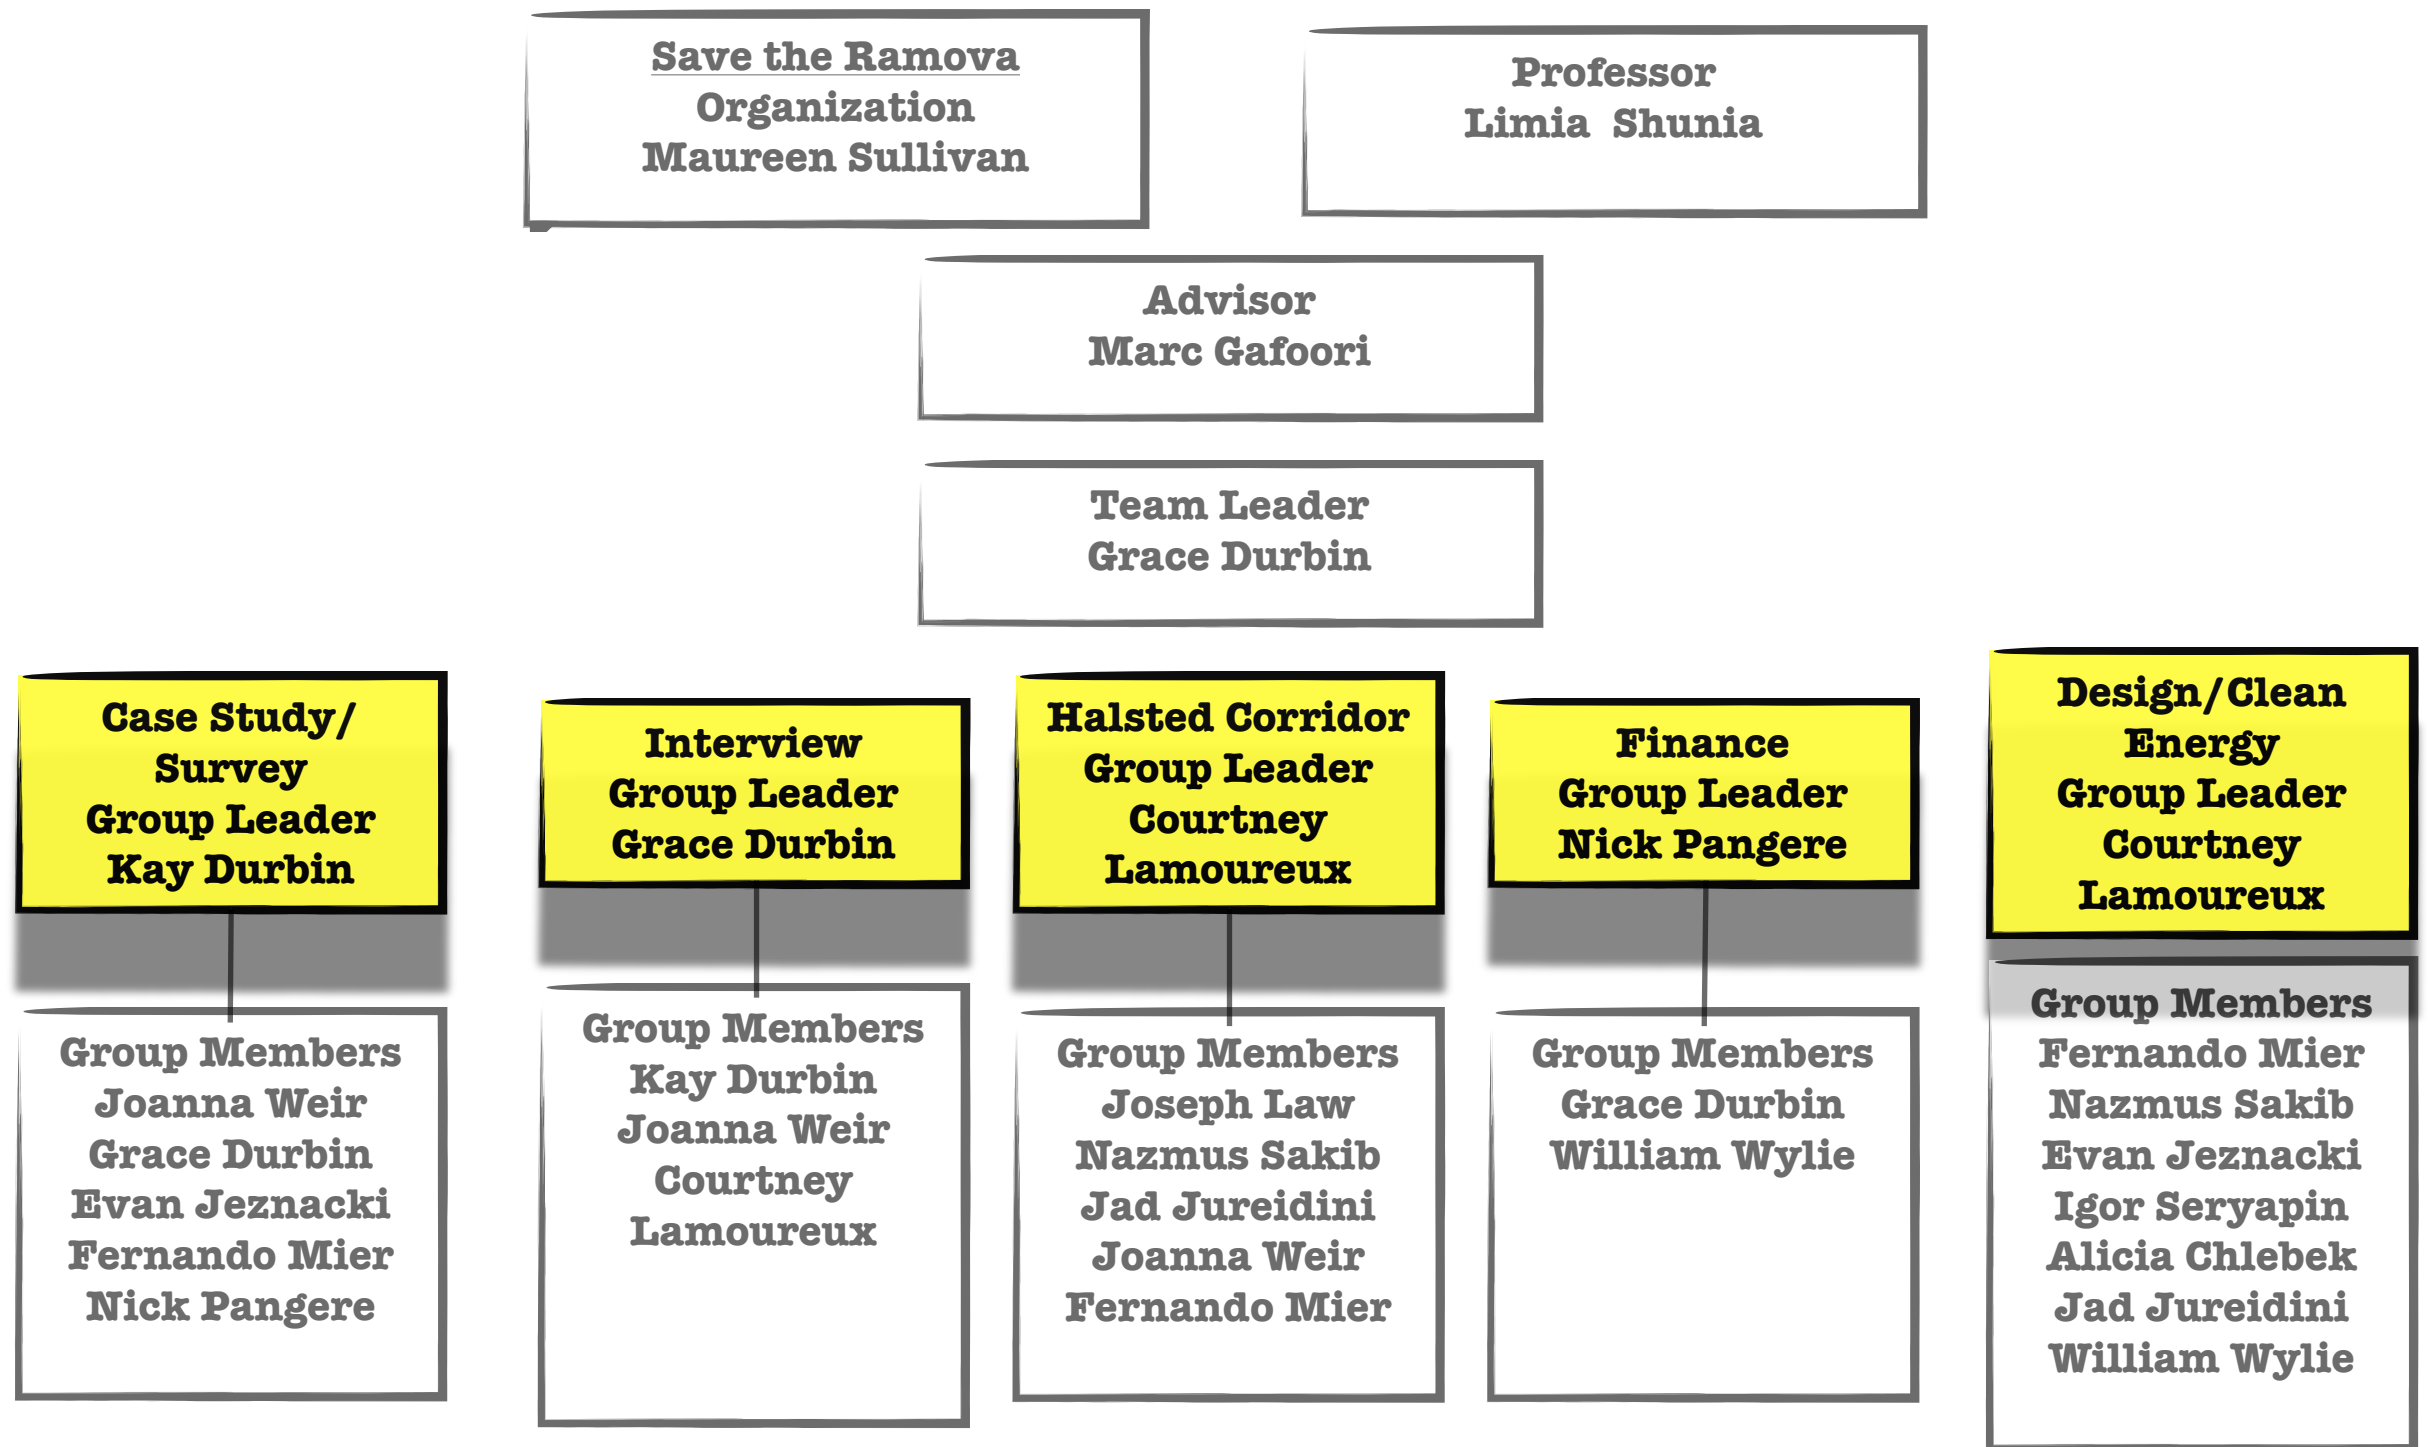 Save the Ramova
Organization
Maureen Sullivan
Professor
Limia  Shunia
Advisor
Marc Gafoori
Team Leader
Grace Durbin
Case Study/
Survey
Group Leader
Kay Durbin
Interview
Group Leader
Grace Durbin
Halsted Corridor
Group Leader
Courtney
Lamoureux
Finance
Group Leader
Nick Pangere
Design/Clean
Energy
Group Leader
Courtney
Lamoureux
Group Members
Joanna Weir
Grace Durbin
Evan Jeznacki
Fernando Mier
Nick Pangere
Group Members
Kay Durbin
Joanna Weir
Courtney
Lamoureux
Group Members
Joseph Law
Nazmus Sakib
Jad Jureidini
Joanna Weir
Fernando Mier
Group Members
Grace Durbin
William Wylie
Group Members
Fernando Mier
Nazmus Sakib
Evan Jeznacki
Igor Seryapin
Alicia Chlebek
Jad Jureidini
William Wylie